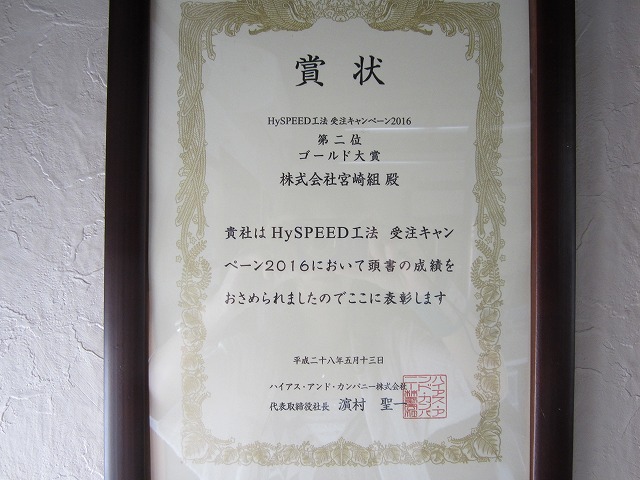 賞状
HySPEED工法 受注キャンペーン2016
第二位
ゴールド大賞
株式会社宮崎組 殿
貴社は HySPEED工法 受注キャン
ペーン2016において頭書の成績を
おさめられましたのでここに表彰します
平成二十八年五月十三日
ハイアス・アンド・カンパニー株式会社
代表取締役社長 濵村 聖一